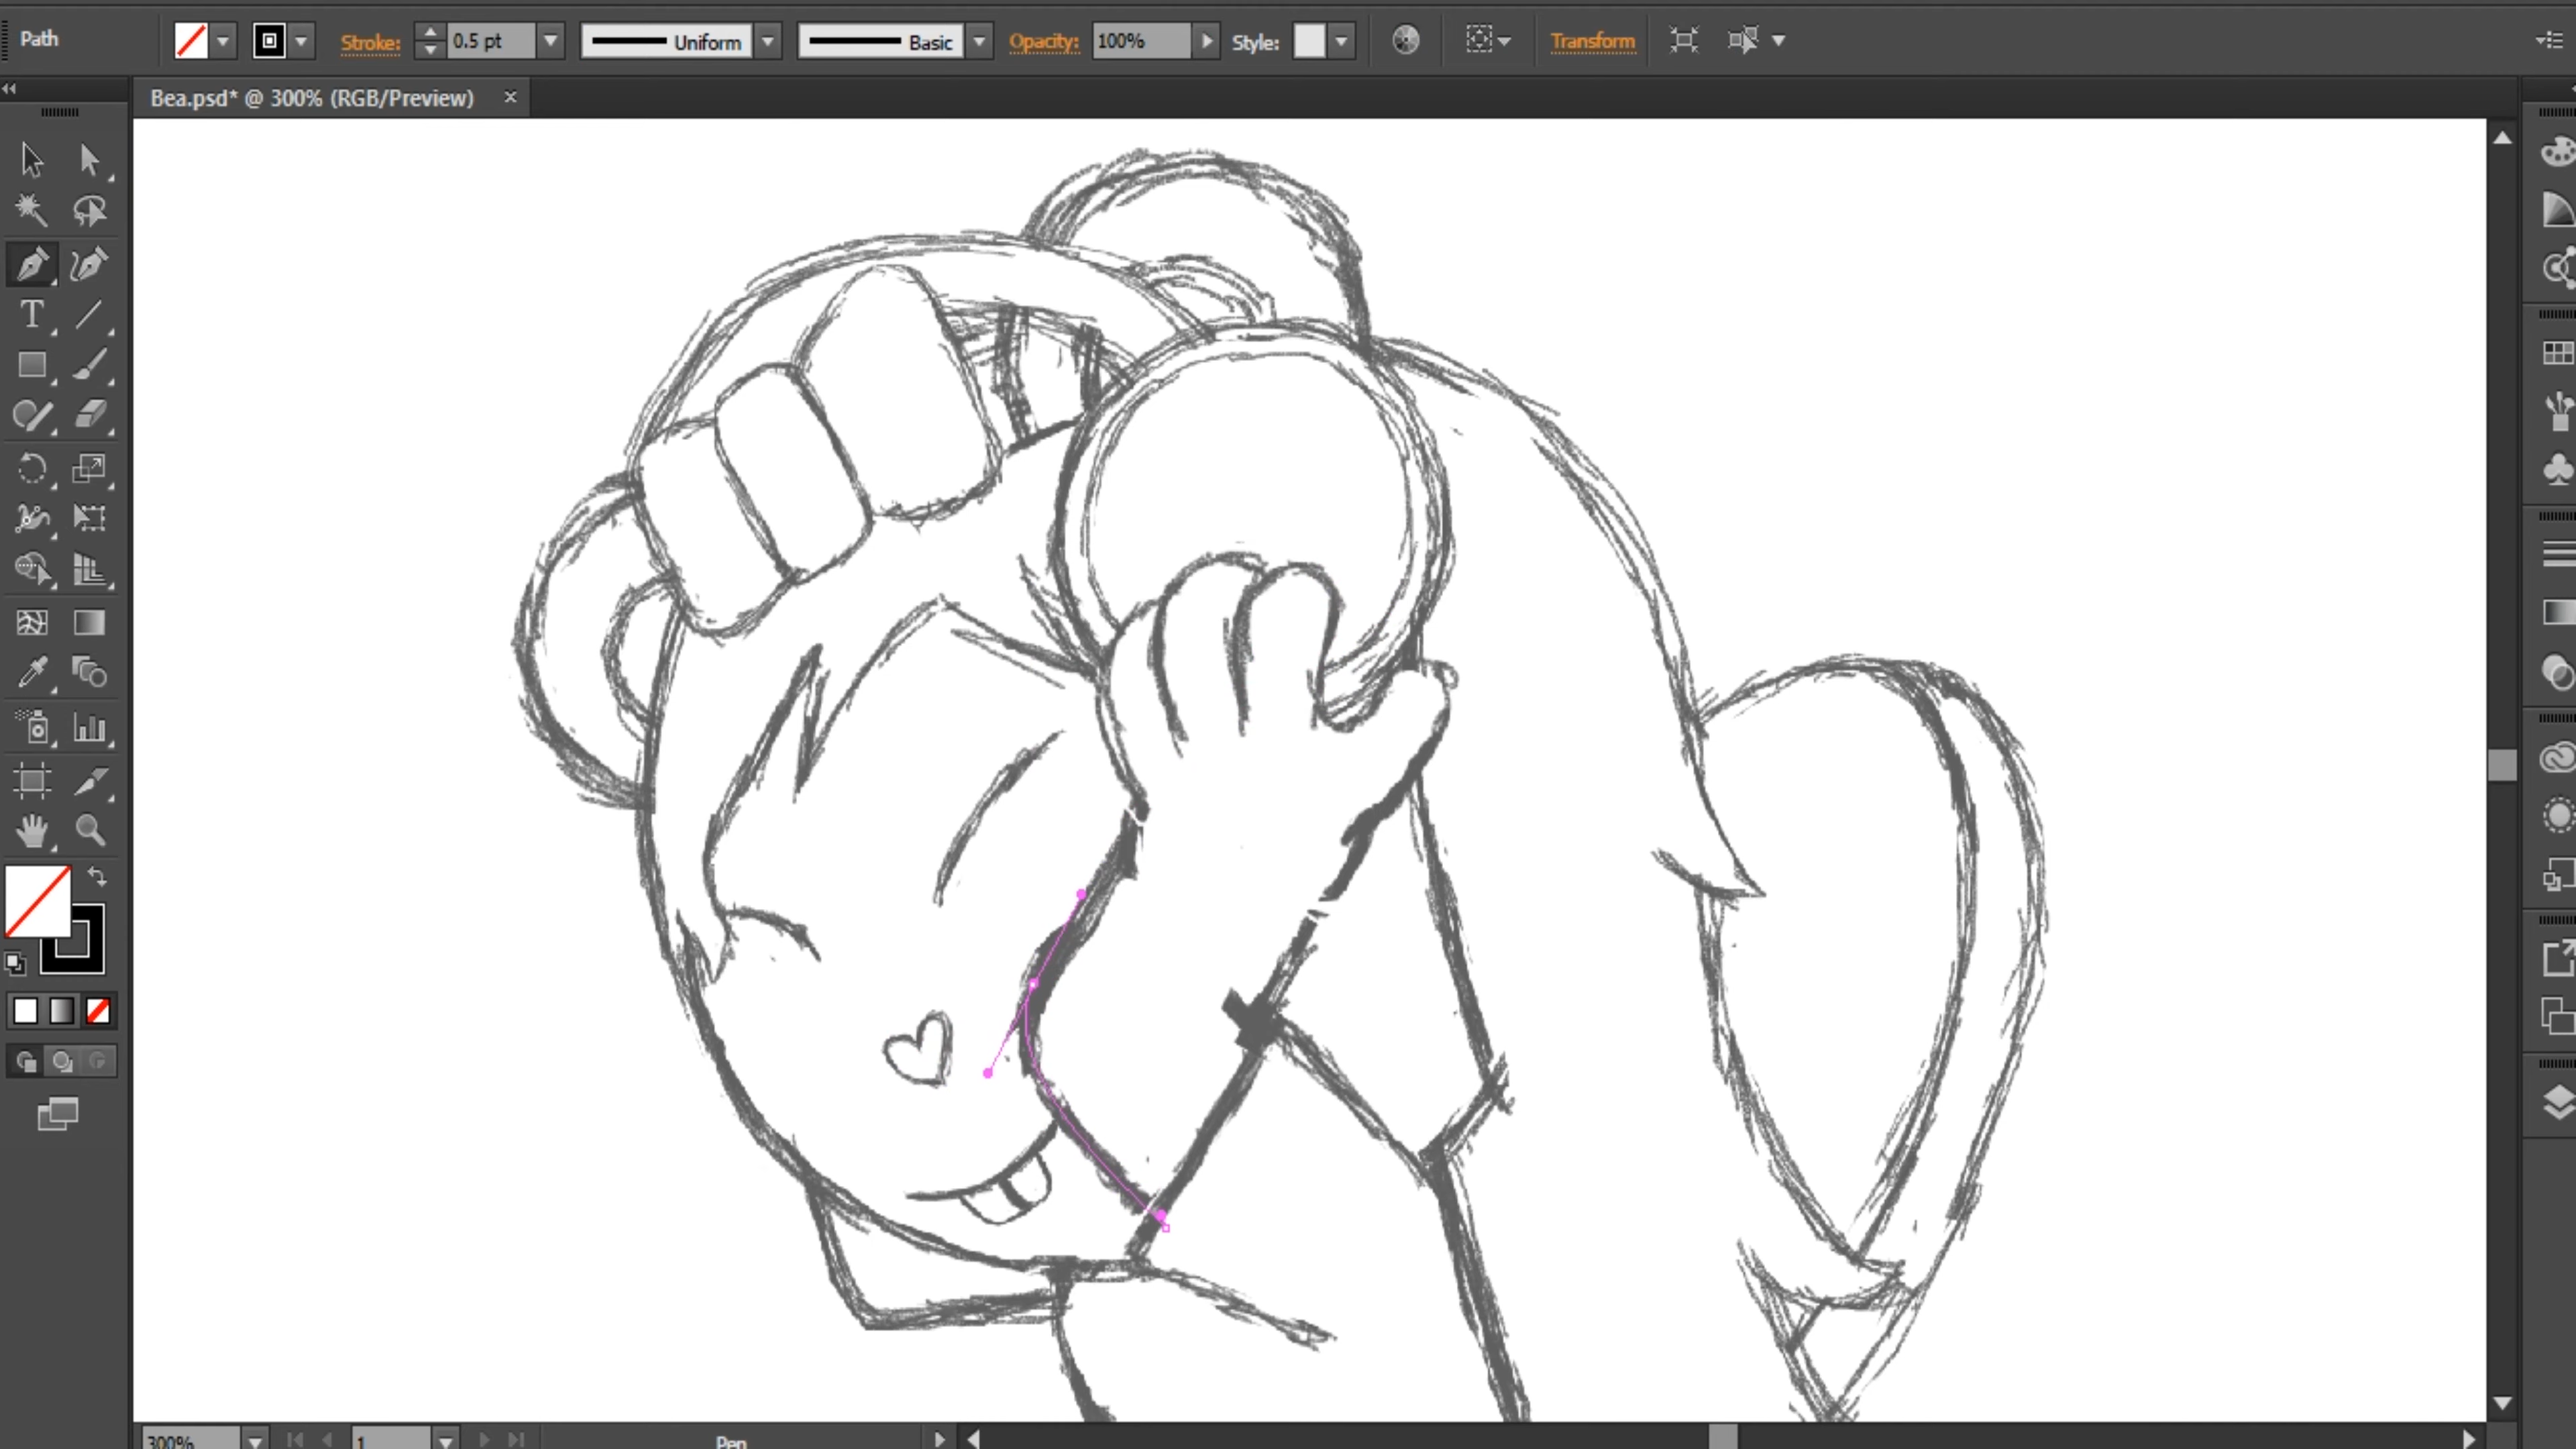 Path Stroke: 0.5 pt Uniform Basic Opacity: 100% Style: Transform
Bea.psd* @ 300% (RGB/Preview) ×
300% 1 Pen